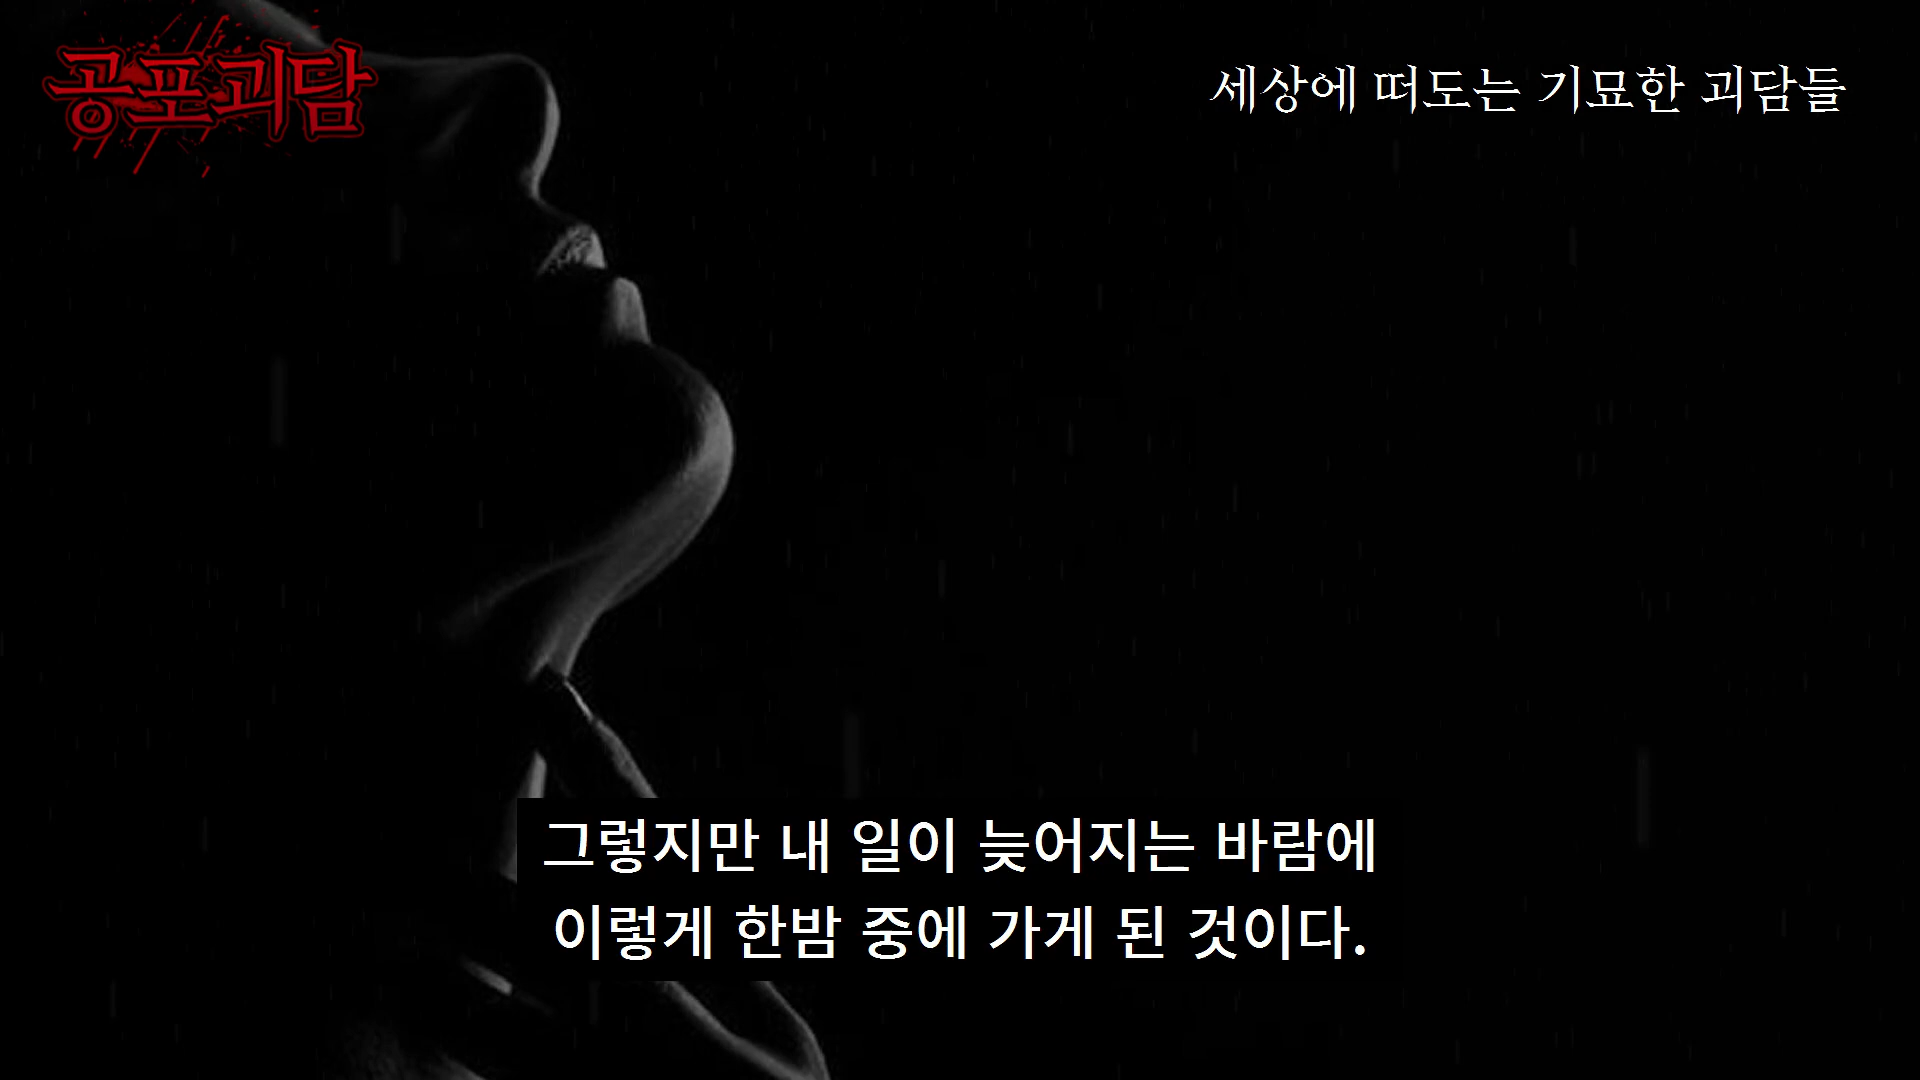 공포괴담
세상에 떠도는 기묘한 괴담들
그렇지만 내 일이 늦어지는 바람에
이렇게 한밤 중에 가게 된 것이다.